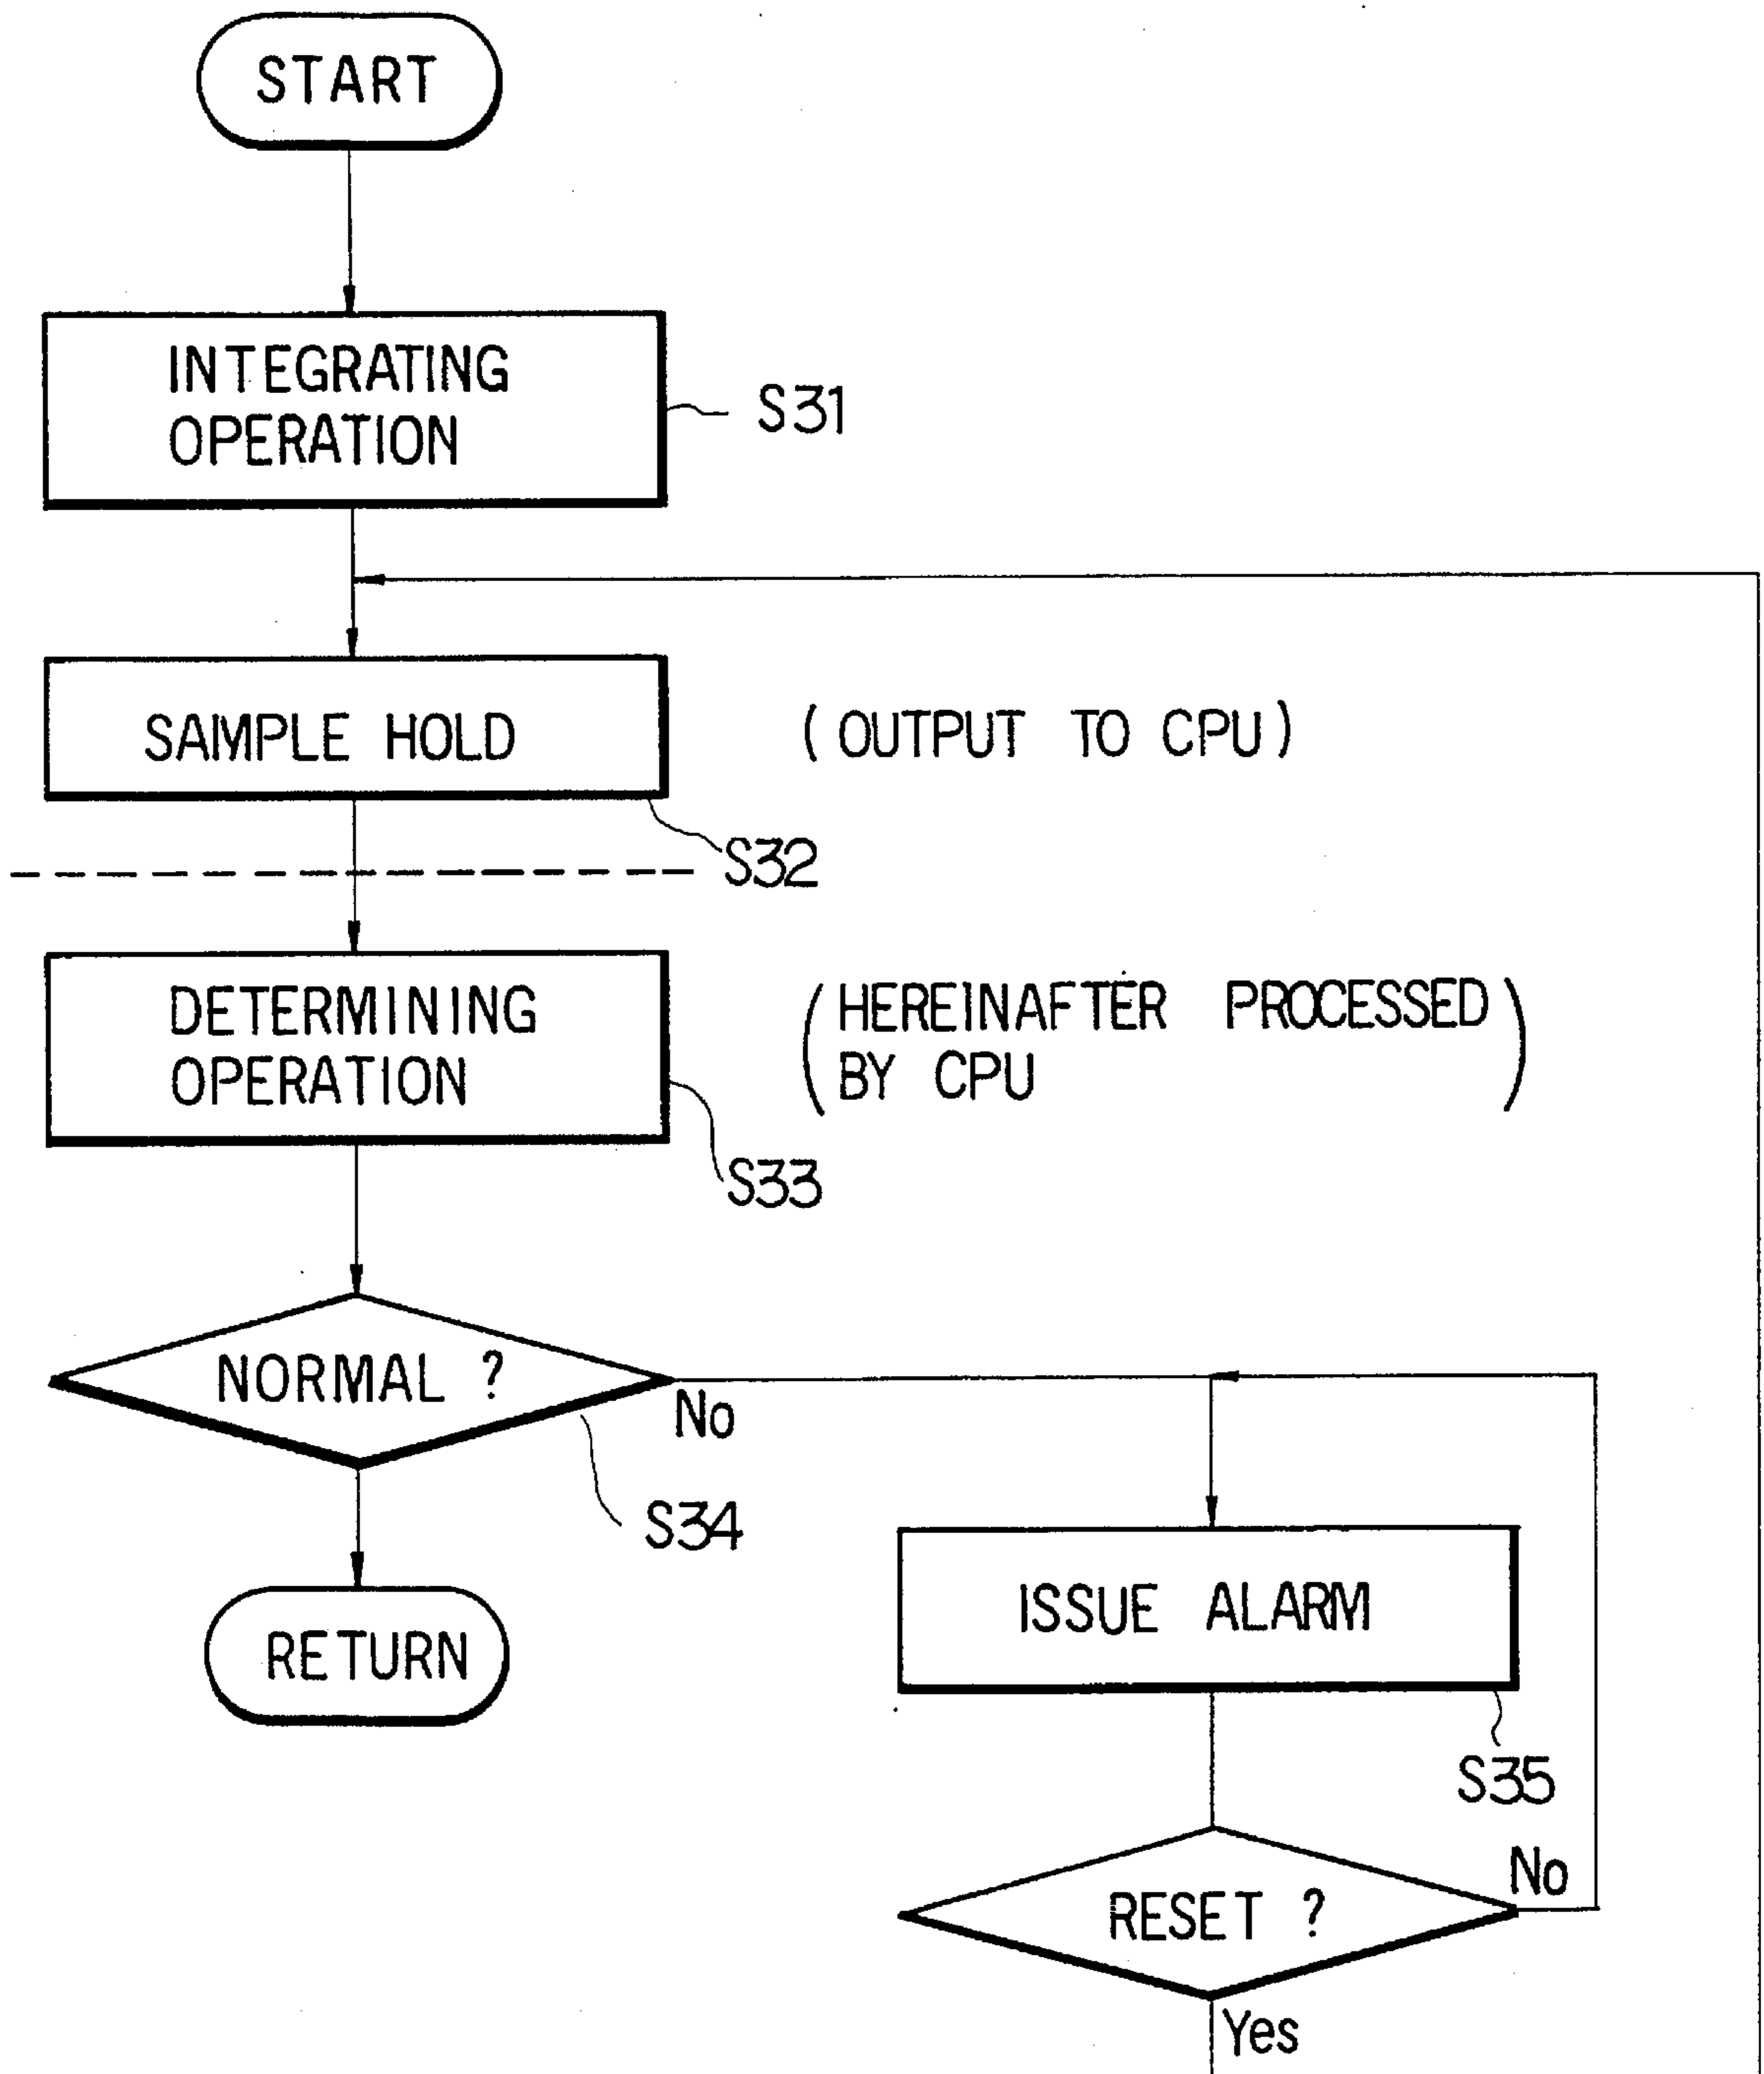 START
INTEGRATING
OPERATION
S31
SAMPLE HOLD
(OUTPUT TO CPU)
S32
DETERMINING
OPERATION
(HEREINAFTER PROCESSED
BY CPU)
S33
NORMAL ?
No
S34
ISSUE ALARM
RETURN
S35
RESET ?
No
Yes